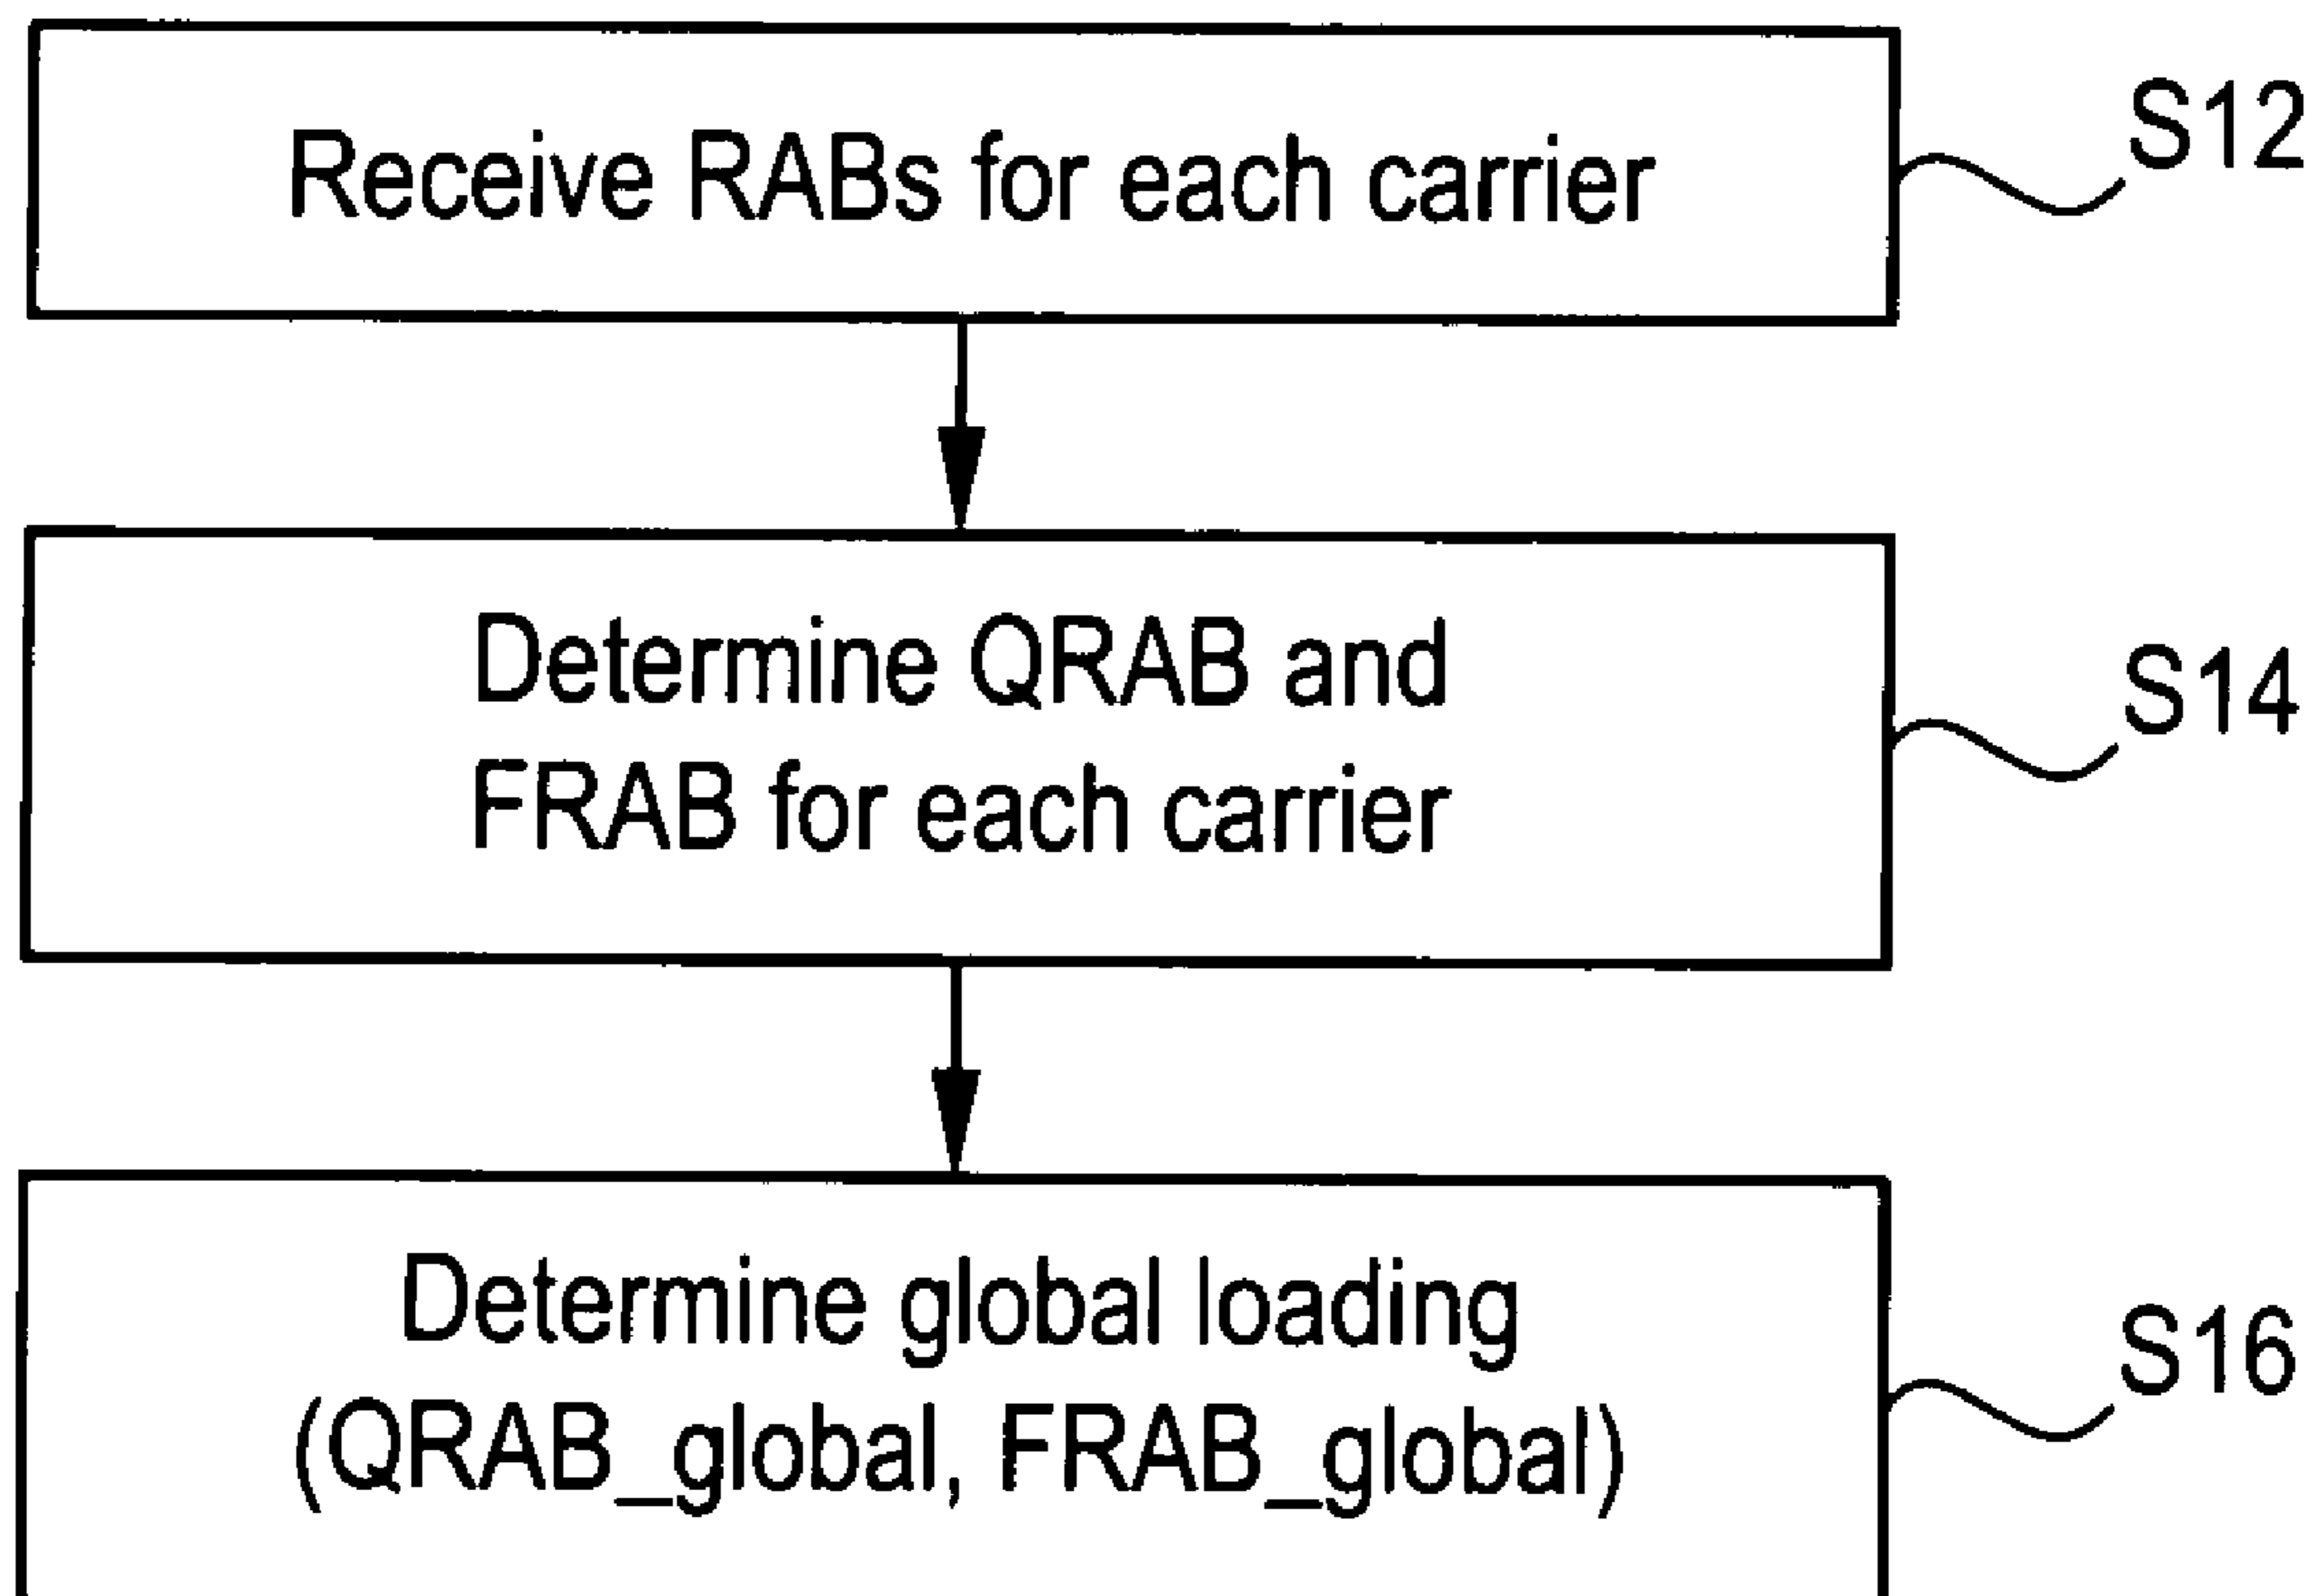 Receive RABs for each carrier
S12
Determine QRAB and
FRAB for each carrier
S14
Determine global loading
(QRAB_global, FRAB_global)
S16